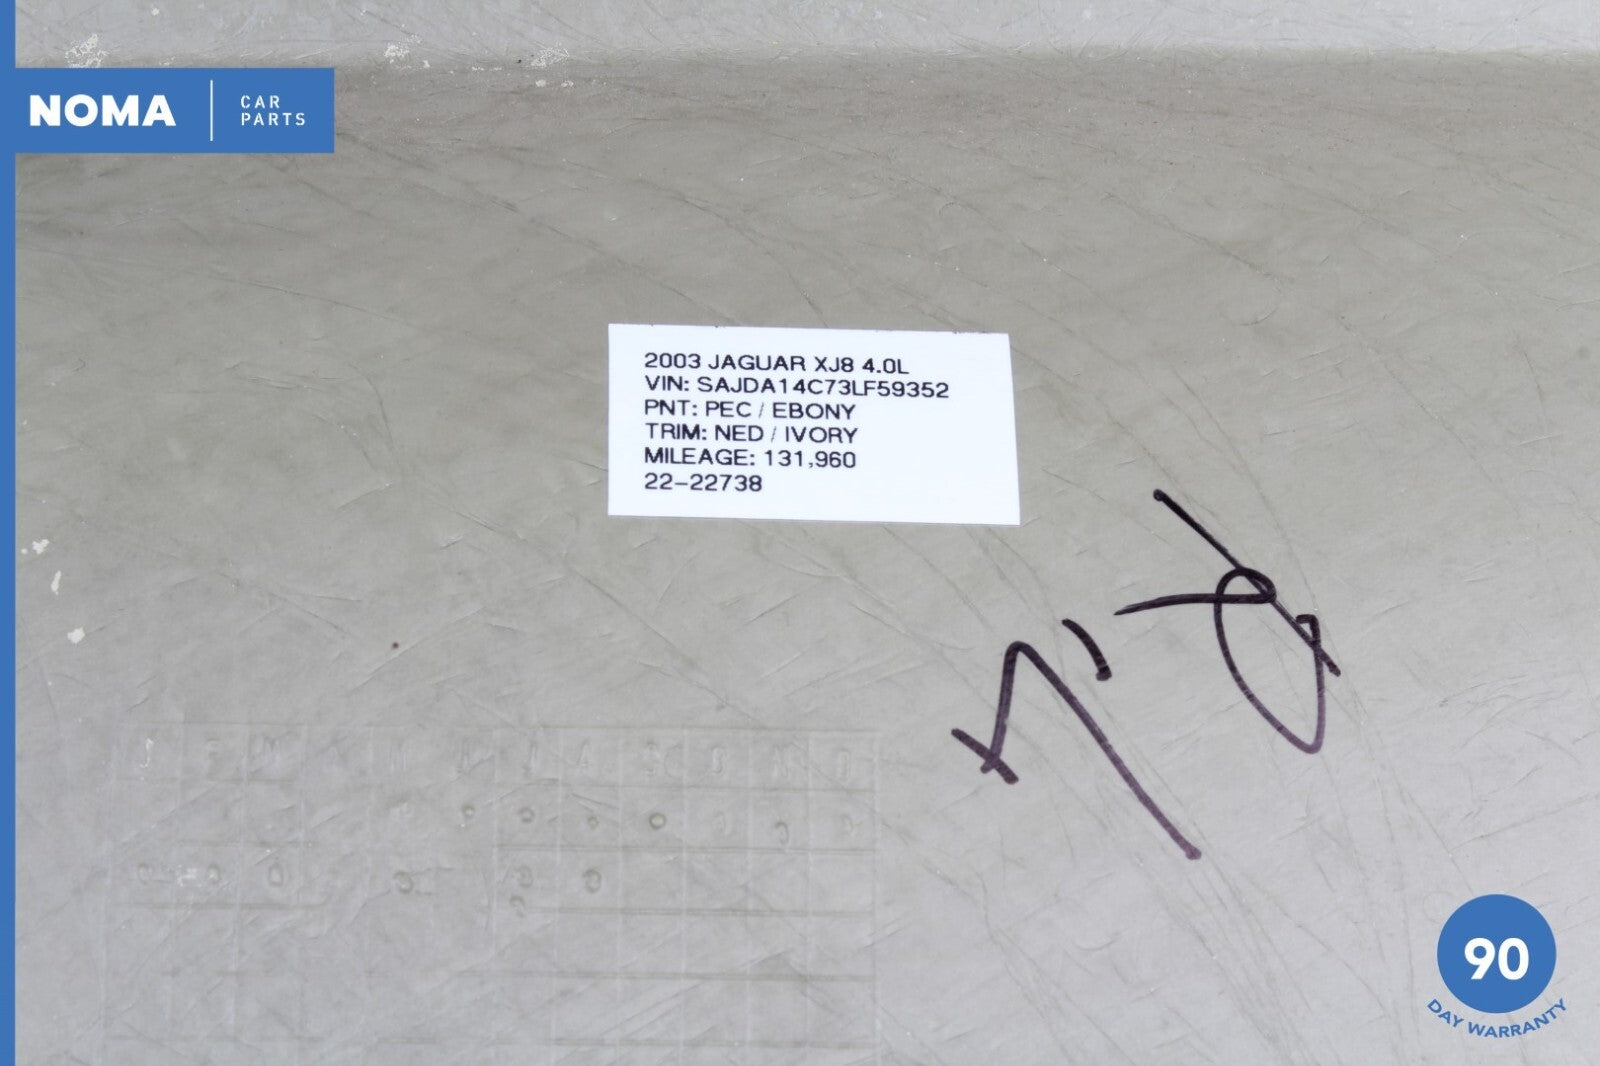 NOMA
CAR
PARTS
2003 JAGUAR XJ8 4.0L
VIN: SAJDA14C73LF59352
PNT: PEC / EBONY
TRIM: NED / IVORY
MILEAGE: 131,960
22-22738
90
DAY WARRANTY